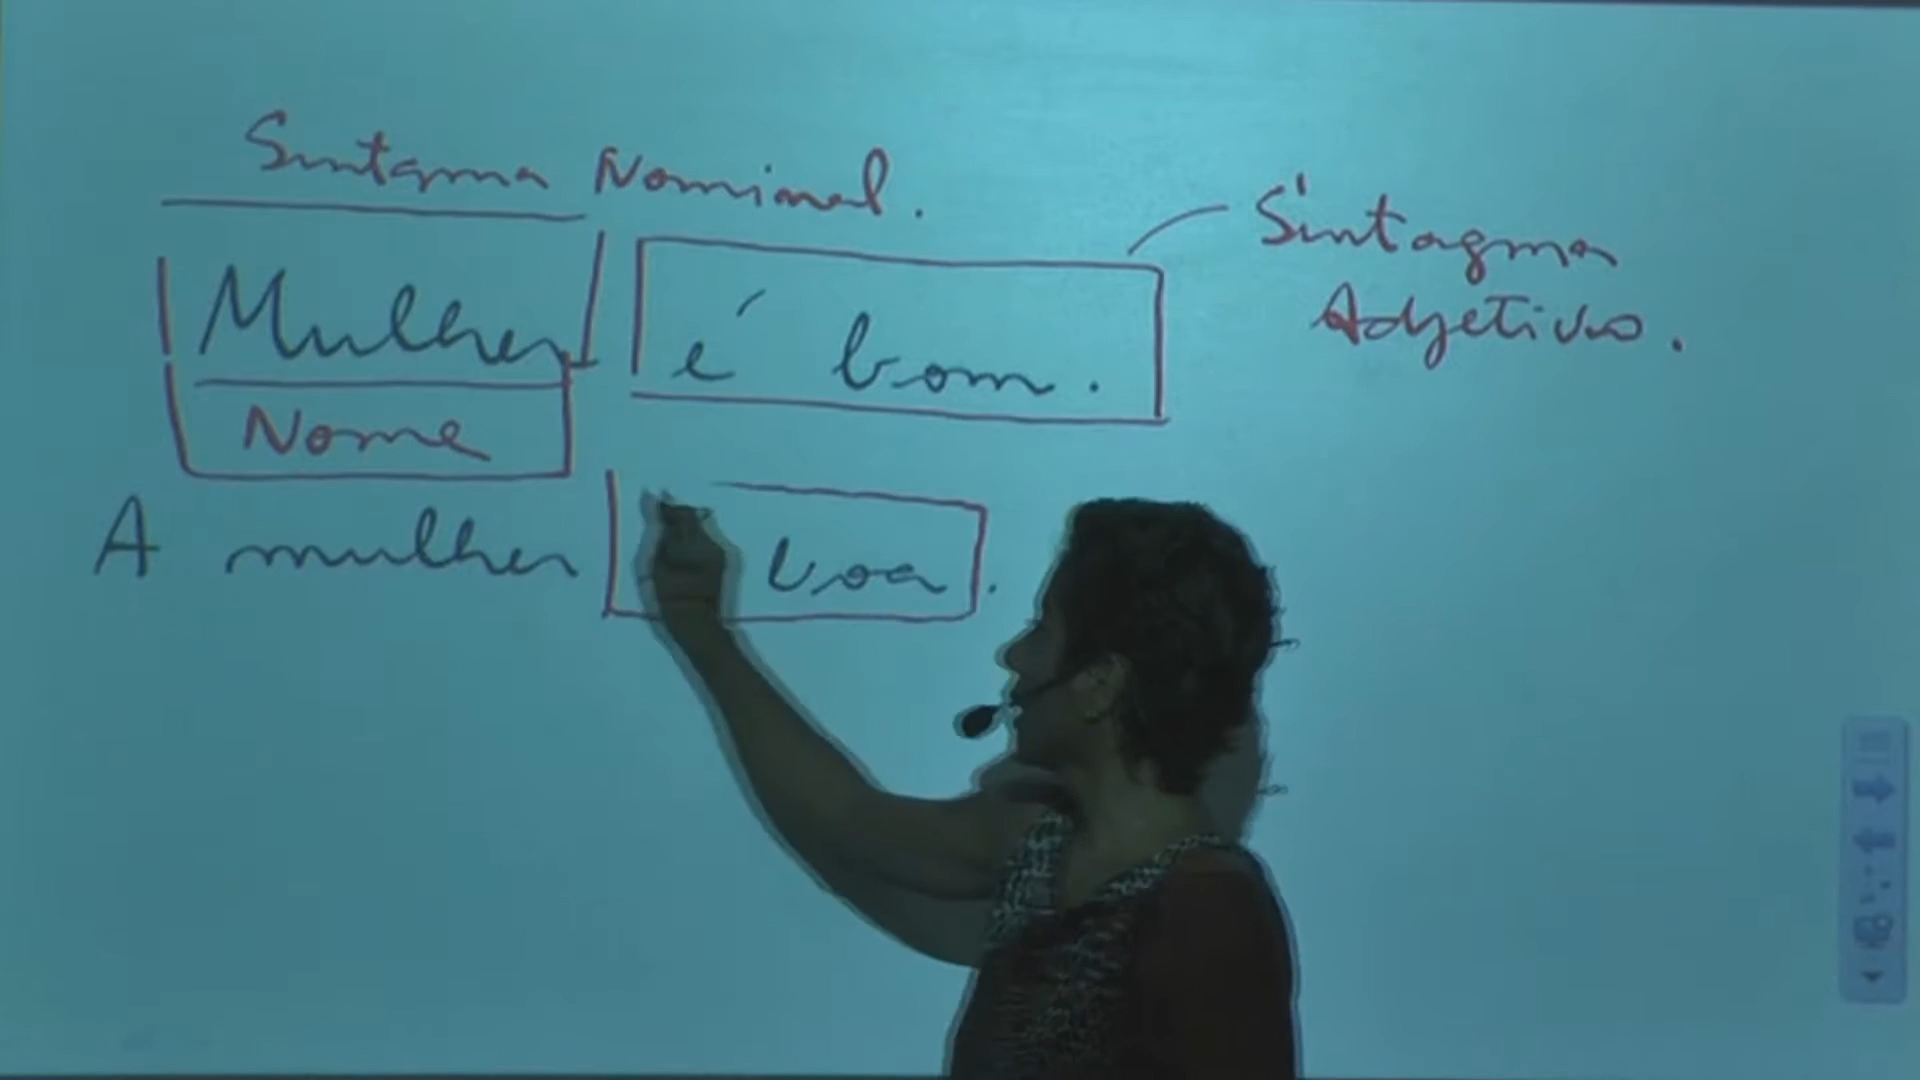 Sintagma Nominal.
Sintagma
Adjetivo.
Mulher é bom.
Nome
A mulher boa.